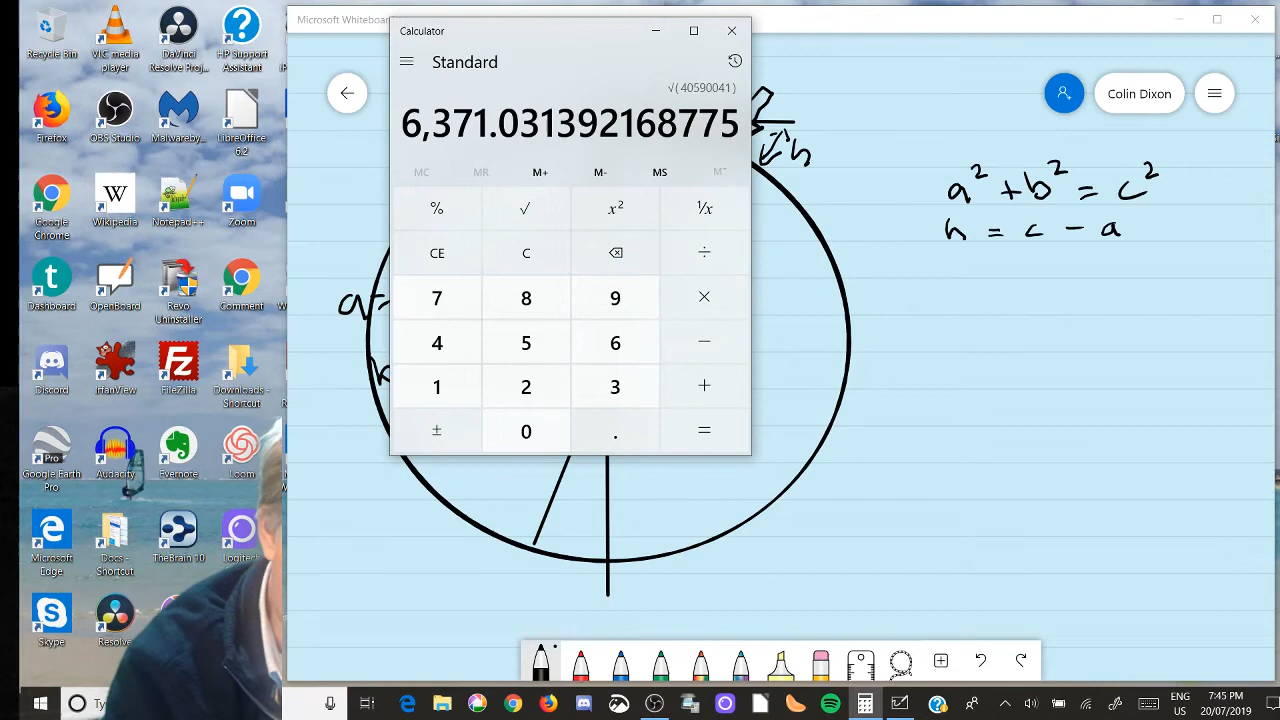 Recycle Bin
VLC media player
DaVinci Resolve Proj...
HP Support Assistant
Firefox
OBS Studio
Malwareby...
LibreOffice 6.2
Google Chrome
Wikipedia
Notepad++
Zoom
Dashboard
OpenBoard
Revo Uninstaller
Comment
Discord
IrfanView
FileZilla
Downloads - Shortcut
Google Earth Pro
Audacity
Evernote
Loom
Microsoft Edge
Docs - Shortcut
TheBrain 10
Logitech
Skype
Resolve
Microsoft Whiteboar
Calculator
Standard
√(40590041)
6,371.031392168775
MC MR M+ M- MS M˅
% √ x² ¹/x
CE C ⌫ ÷
7 8 9 ×
4 5 6 −
1 2 3 +
± 0 . =
Colin Dixon
h
a² + b² = c²
h = c - a
a =
Ty
ENG
US
7:45 PM
20/07/2019